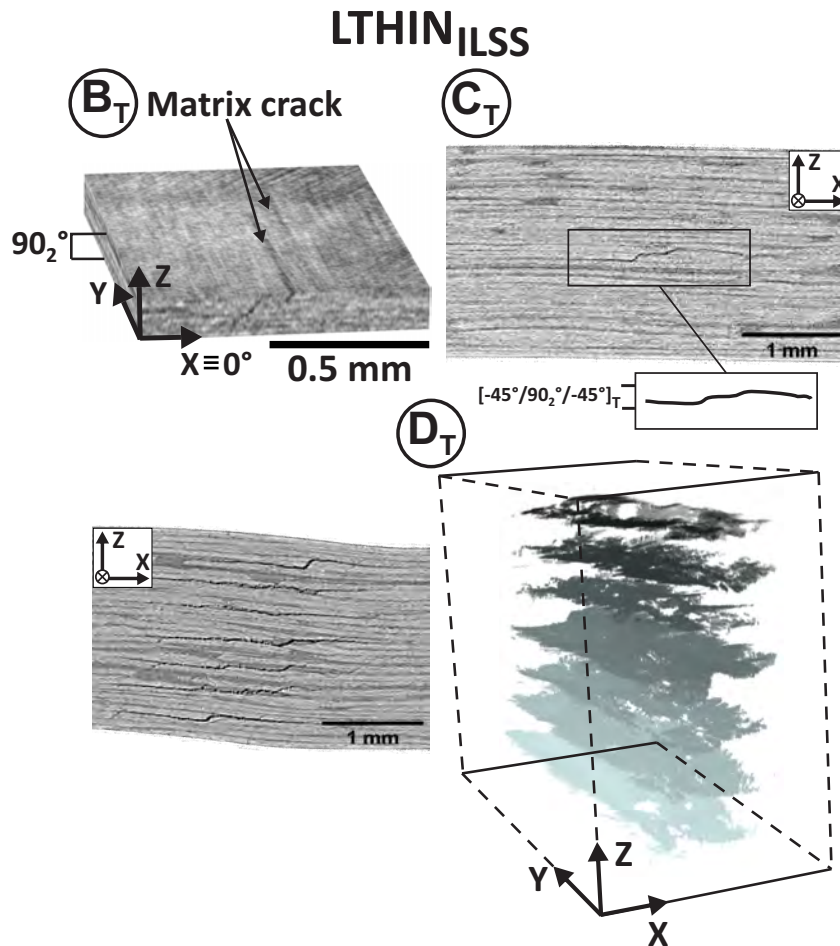 LTHIN_ILSS
B_T Matrix crack
C_T
Z
X
90₂°
Z
Y
X≡0°
0.5 mm
1 mm
[-45°/90₂°/-45°]_T
D_T
Z
X
1 mm
Z
Y
X